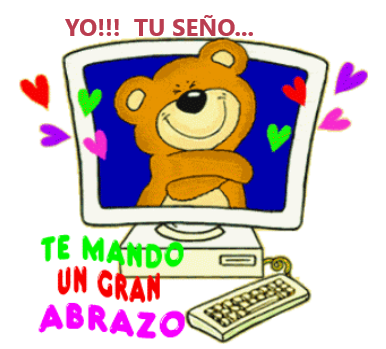 YO!!! TU SEÑO...
TE MANDO
UN GRAN
ABRAZO